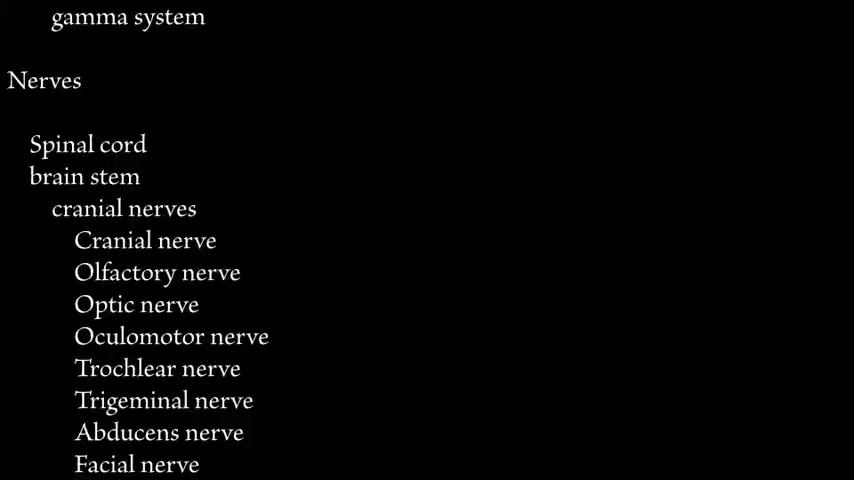 gamma system
Nerves
Spinal cord
brain stem
cranial nerves
Cranial nerve
Olfactory nerve
Optic nerve
Oculomotor nerve
Trochlear nerve
Trigeminal nerve
Abducens nerve
Facial nerve